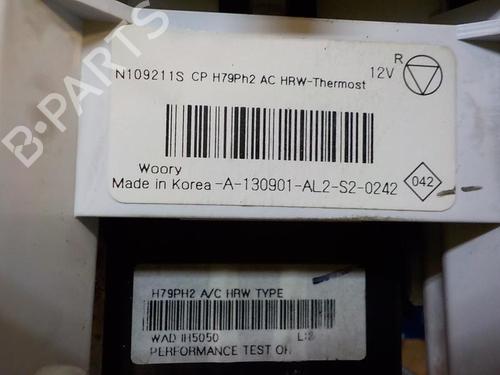 B-PARTS
R
N109211S CP H79Ph2 AC HRW-Thermost 12V
Woory
Made in Korea -A-130901-AL2-S2-0242
042
H79PH2 A/C HRW TYPE
WAD IH5050
PERFORMANCE TEST OK